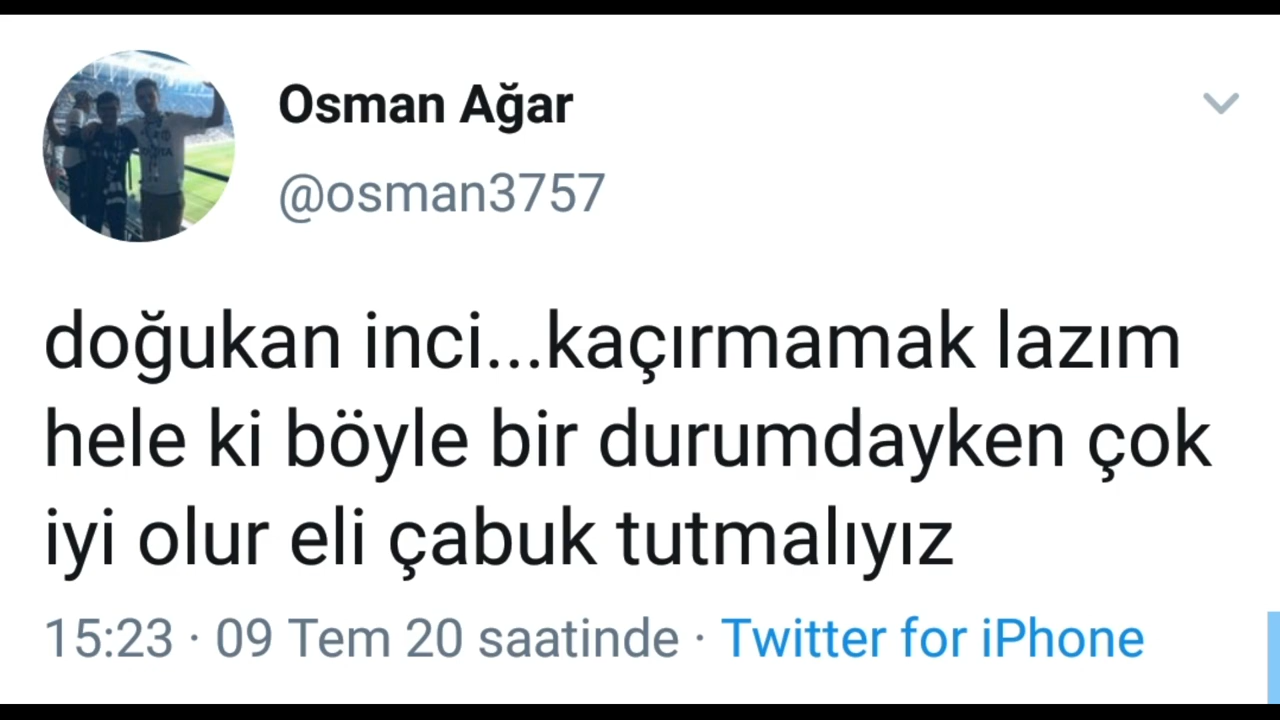 Osman Ağar
@osman3757
doğukan inci...kaçırmamak lazım
hele ki böyle bir durumdayken çok
iyi olur eli çabuk tutmalıyız
15:23 · 09 Tem 20 saatinde · Twitter for iPhone